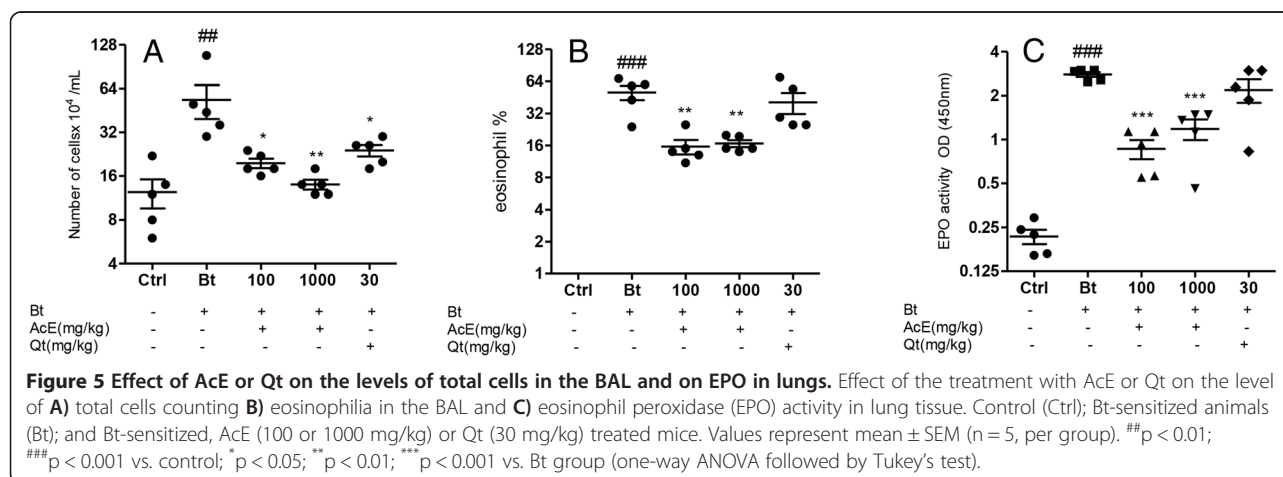 A
Number of cellsx 10⁴ /mL
128
64
32
16
8
4
##
*
**
*
Ctrl Bt 100 1000 30
Bt - + + + +
AcE(mg/kg) - - + + -
Qt(mg/kg) - - - - +
B
eosinophil %
128
64
32
16
8
4
2
1
###
**
**
Ctrl Bt 100 1000 30
Bt - + + + +
AcE(mg/kg) - - + + -
Qt(mg/kg) - - - - +
C
EPO activity OD (450nm)
4
2
1
0.5
0.25
0.125
###
***
***
Ctrl Bt 100 1000 30
Bt - + + + +
AcE(mg/kg) - - + + -
Qt(mg/kg) - - - - +
Figure 5 Effect of AcE or Qt on the levels of total cells in the BAL and on EPO in lungs. Effect of the treatment with AcE or Qt on the level
of A) total cells counting B) eosinophilia in the BAL and C) eosinophil peroxidase (EPO) activity in lung tissue. Control (Ctrl); Bt-sensitized animals
(Bt); and Bt-sensitized, AcE (100 or 1000 mg/kg) or Qt (30 mg/kg) treated mice. Values represent mean ± SEM (n = 5, per group). ##p < 0.01;
###p < 0.001 vs. control; *p < 0.05; **p < 0.01; ***p < 0.001 vs. Bt group (one-way ANOVA followed by Tukey's test).